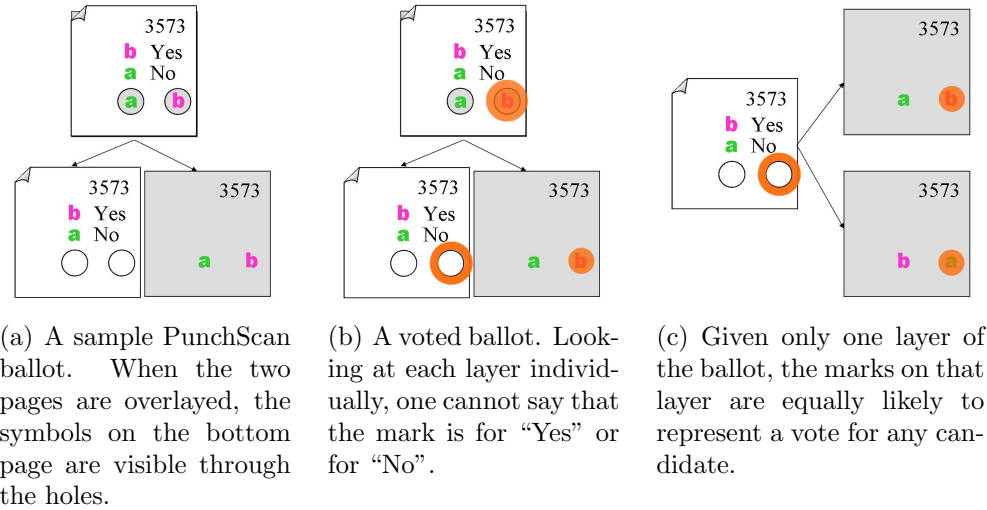 3573
b Yes
a No
a b
3573
b Yes
a No
3573
a b
3573
b Yes
a No
a b
3573
b Yes
a No
3573
a b
3573
b Yes
a No
3573
a b
3573
b a
(a) A sample PunchScan
ballot. When the two
pages are overlayed, the
symbols on the bottom
page are visible through
the holes.
(b) A voted ballot. Look-
ing at each layer individ-
ually, one cannot say that
the mark is for “Yes” or
for “No”.
(c) Given only one layer of
the ballot, the marks on that
layer are equally likely to
represent a vote for any can-
didate.